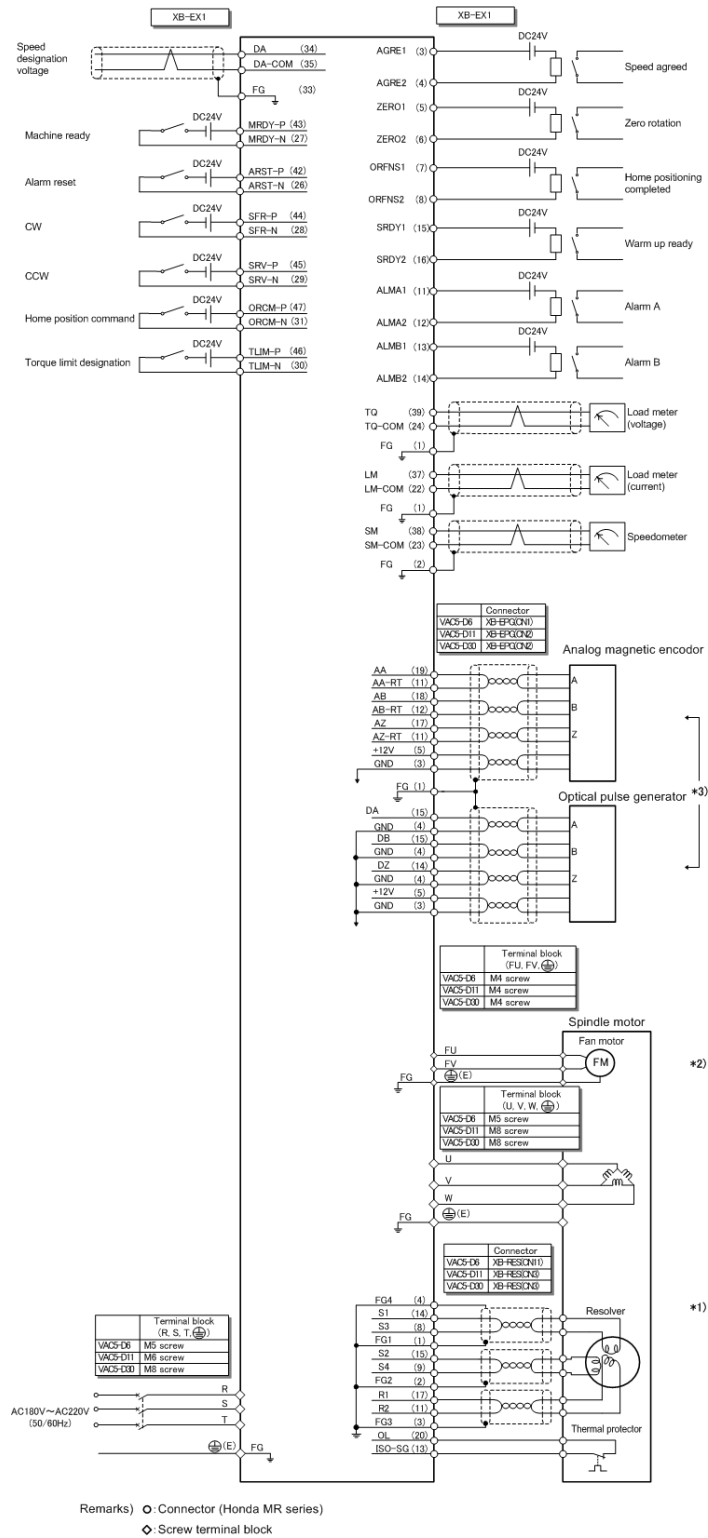 XB-EX1
XB-EX1
Speed
designation
voltage
DA (34)
DA-COM (35)
FG (33)
Machine ready
DC24V
MRDY-P (43)
MRDY-N (27)
Alarm reset
DC24V
ARST-P (42)
ARST-N (26)
CW
DC24V
SFR-P (44)
SFR-N (28)
CCW
DC24V
SRV-P (45)
SRV-N (29)
Home position command
DC24V
ORCM-P (47)
ORCM-N (31)
Torque limit designation
DC24V
TLIM-P (46)
TLIM-N (30)
AGRE1 (3)
DC24V
AGRE2 (4)
Speed agreed
ZERO1 (5)
DC24V
ZERO2 (6)
Zero rotation
ORFNS1 (7)
DC24V
ORFNS2 (8)
Home positioning
completed
SRDY1 (15)
DC24V
SRDY2 (16)
Warm up ready
ALMA1 (11)
DC24V
ALMA2 (12)
Alarm A
ALMB1 (13)
DC24V
ALMB2 (14)
Alarm B
TQ (39)
TQ-COM (24)
FG (1)
Load meter
(voltage)
LM (37)
LM-COM (22)
FG (1)
Load meter
(current)
SM (38)
SM-COM (23)
FG (2)
Speedometer
Connector
VAC5-D6 XB-EPG(CN1)
VAC5-D11 XB-EPG(CN2)
VAC5-D30 XB-EPG(CN2)
Analog magnetic encodor
AA (19)
AA-RT (11)
A
AB (18)
AB-RT (12)
B
AZ (17)
AZ-RT (11)
Z
+12V (5)
GND (3)
FG (1)
*3)
Optical pulse generator
DA (15)
GND (4)
A
DB (15)
GND (4)
B
DZ (14)
GND (4)
Z
+12V (5)
GND (3)
Terminal block
(FU, FV, )
VAC5-D6 M4 screw
VAC5-D11 M4 screw
VAC5-D30 M4 screw
Spindle motor
Fan motor
FU
FV
FM
(E)
FG
*2)
Terminal block
(U, V, W, )
VAC5-D6 M5 screw
VAC5-D11 M8 screw
VAC5-D30 M8 screw
U
V
W
(E)
FG
Connector
VAC5-D6 XB-RES(CN11)
VAC5-D11 XB-RES(CN3)
VAC5-D30 XB-RES(CN3)
*1)
FG4 (4)
S1 (14)
S3 (8)
FG1 (1)
S2 (15)
S4 (9)
FG2 (2)
R1 (17)
R2 (11)
FG3 (3)
OL (20)
ISO-SG (13)
Resolver
Thermal protector
Terminal block
(R, S, T, )
VAC5-D6 M5 screw
VAC5-D11 M6 screw
VAC5-D30 M8 screw
AC180V～AC220V
(50/60Hz)
R
S
T
(E) FG
Remarks) O:Connector (Honda MR series)
◇:Screw terminal block